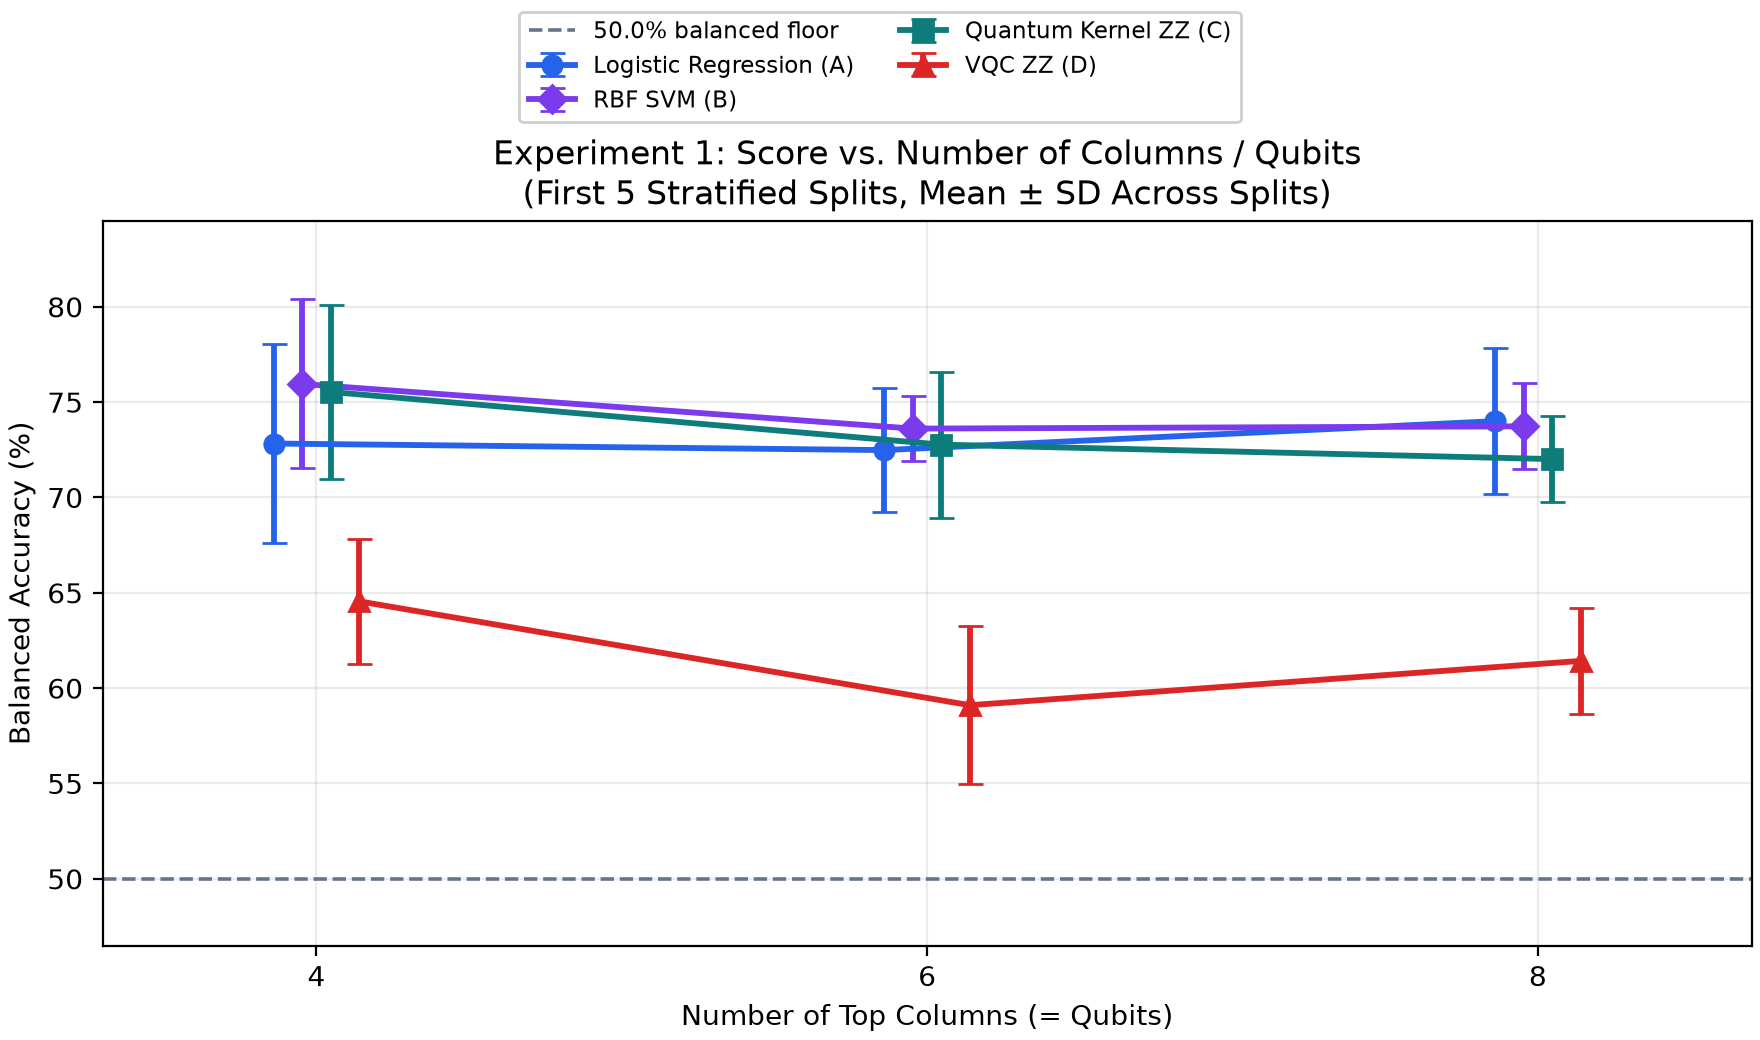 50.0% balanced floor
Logistic Regression (A)
RBF SVM (B)
Quantum Kernel ZZ (C)
VQC ZZ (D)
Experiment 1: Score vs. Number of Columns / Qubits
(First 5 Stratified Splits, Mean ± SD Across Splits)
Balanced Accuracy (%)
80
75
70
65
60
55
50
4
6
8
Number of Top Columns (= Qubits)